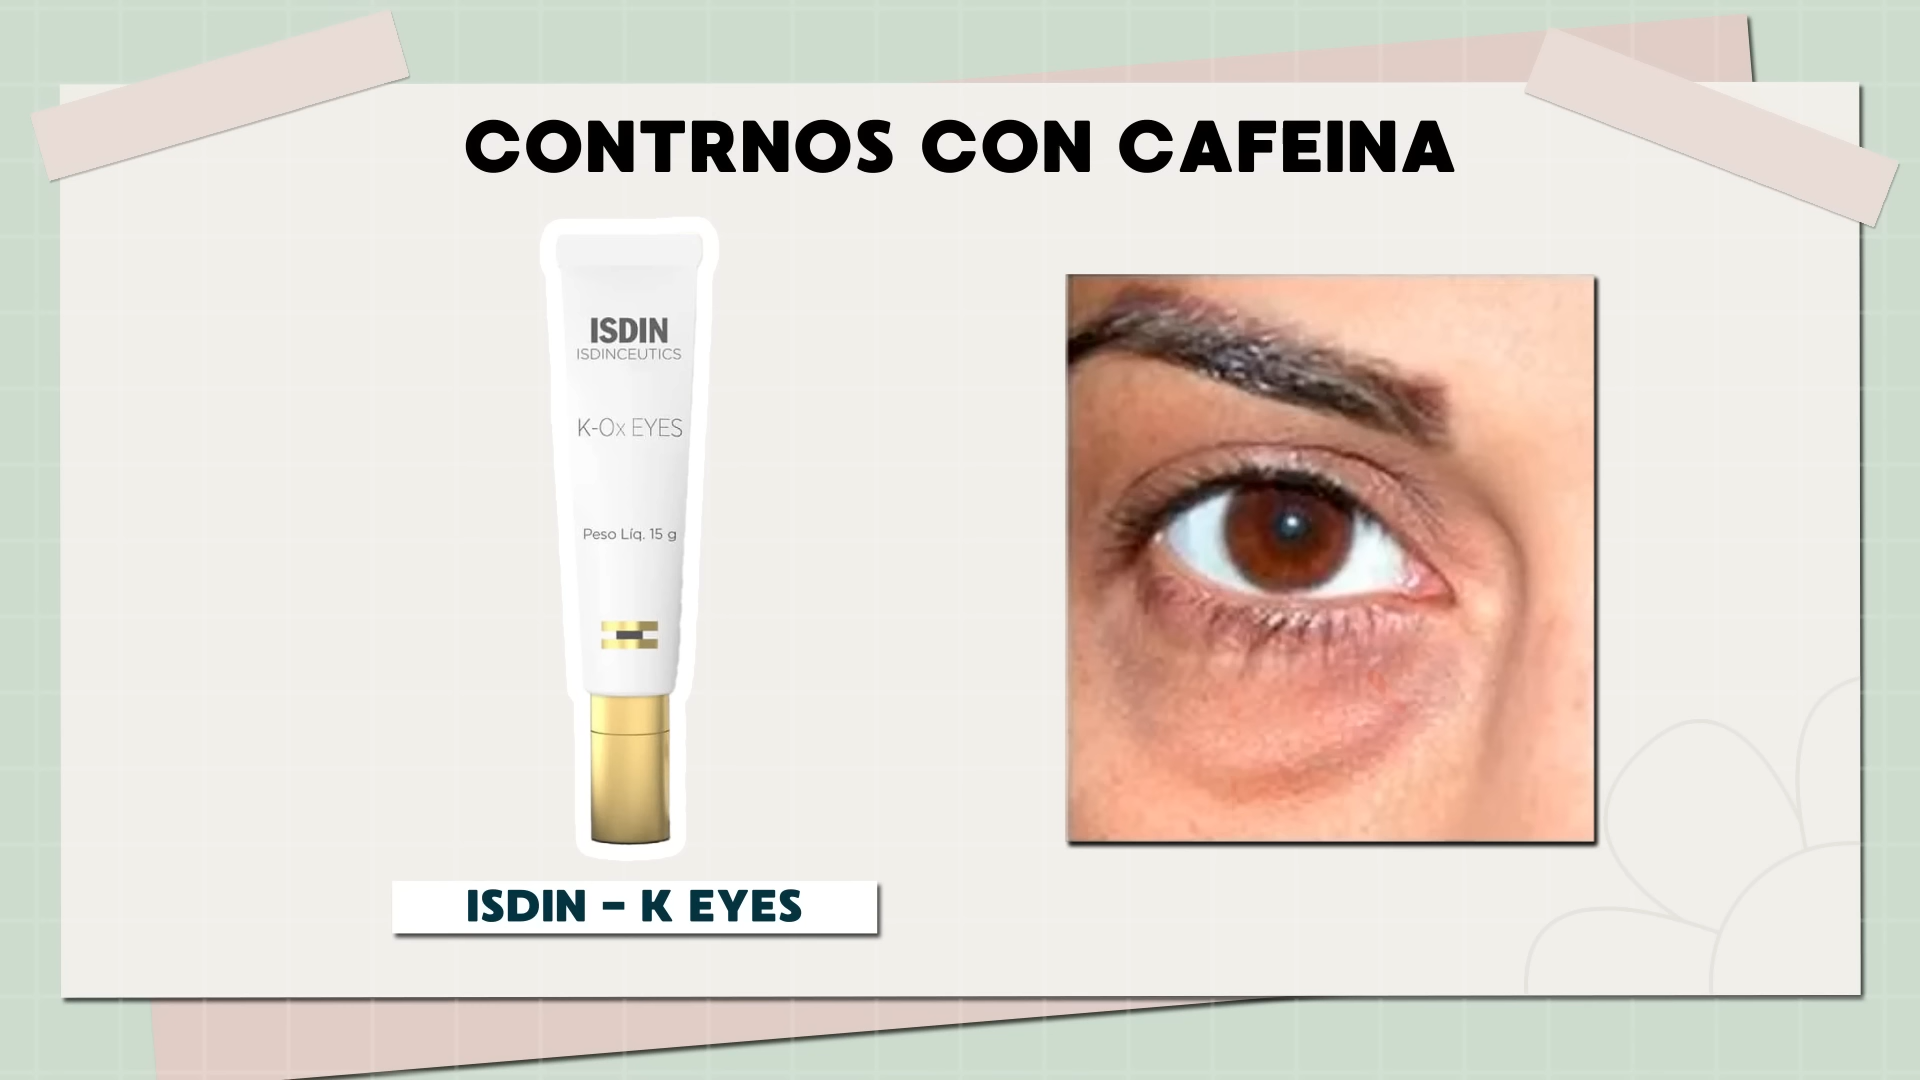 CONTRNOS CON CAFEINA
ISDIN
ISDINCEUTICS
K-Ox EYES
Peso Líq. 15 g
ISDIN - K EYES